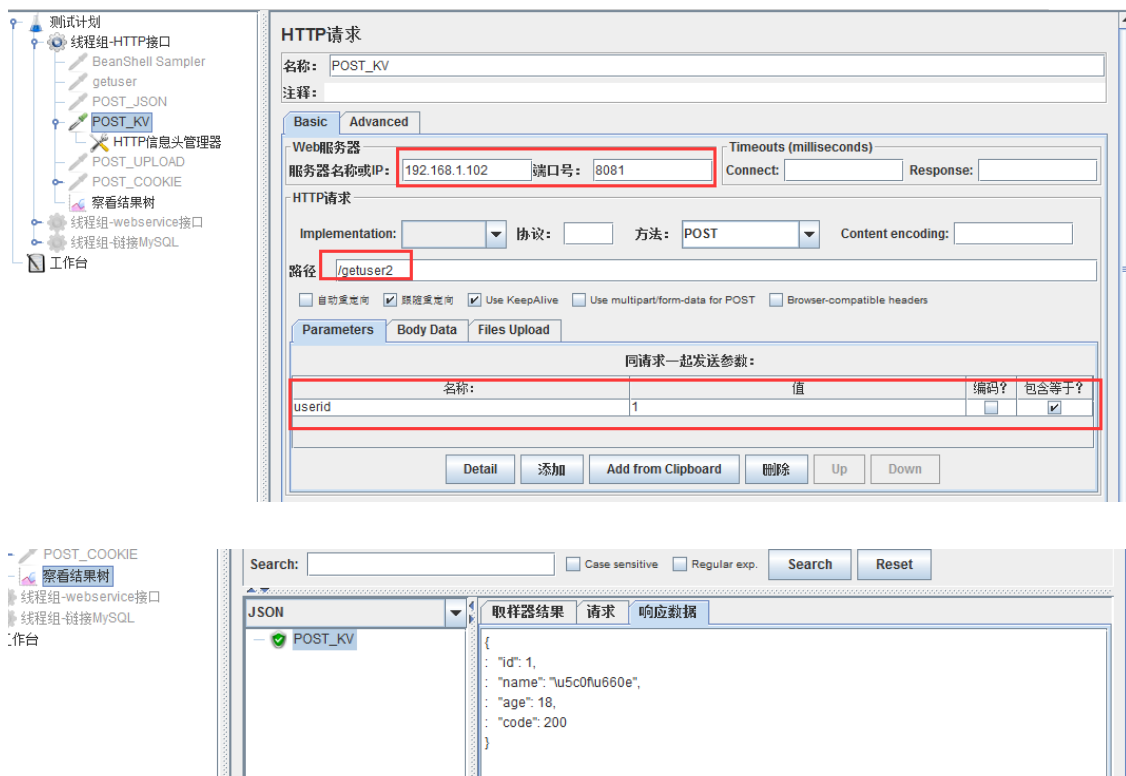 测试计划
线程组-HTTP接口
BeanShell Sampler
getuser
POST_JSON
POST_KV
HTTP信息头管理器
POST_UPLOAD
POST_COOKIE
察看结果树
线程组-webservice接口
线程组-链接MySQL
工作台
HTTP请求
名称： POST_KV
注释：
Basic Advanced
Web服务器 Timeouts (milliseconds)
服务器名称或IP： 192.168.1.102 端口号： 8081 Connect: Response:
HTTP请求
Implementation: 协议： 方法： POST Content encoding:
路径 /getuser2
自动重定向 跟随重定向 Use KeepAlive Use multipart/form-data for POST Browser-compatible headers
Parameters Body Data Files Upload
同请求一起发送参数：
名称： 值 编码？ 包含等于？
userid 1
Detail 添加 Add from Clipboard 删除 Up Down
POST_COOKIE
察看结果树
线程组-webservice接口
线程组-链接MySQL
工作台
Search: Case sensitive Regular exp. Search Reset
JSON 取样器结果 请求 响应数据
POST_KV
{
: "id": 1,
: "name": "\u5c0f\u660e",
: "age": 18,
: "code": 200
}